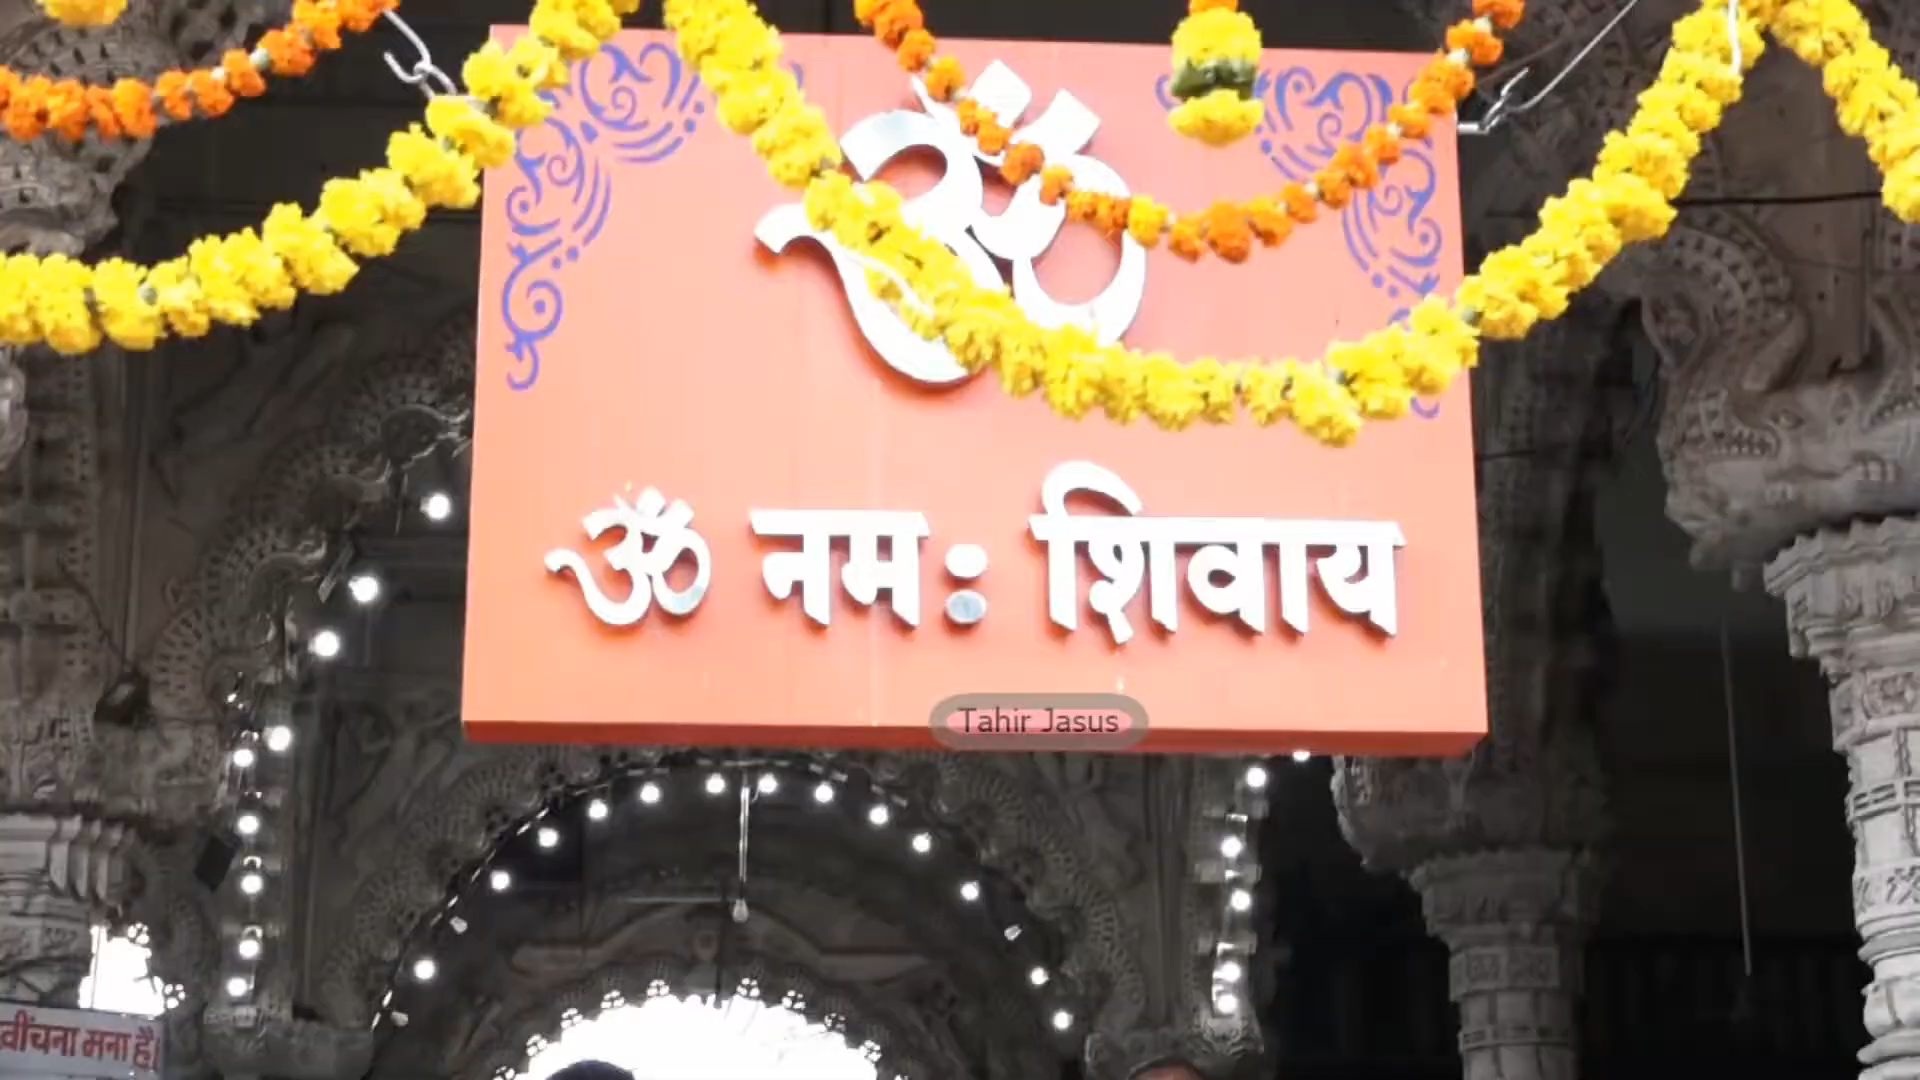 ॐ
ॐ नम: शिवाय
Tahir Jasus
खींचना मना है।